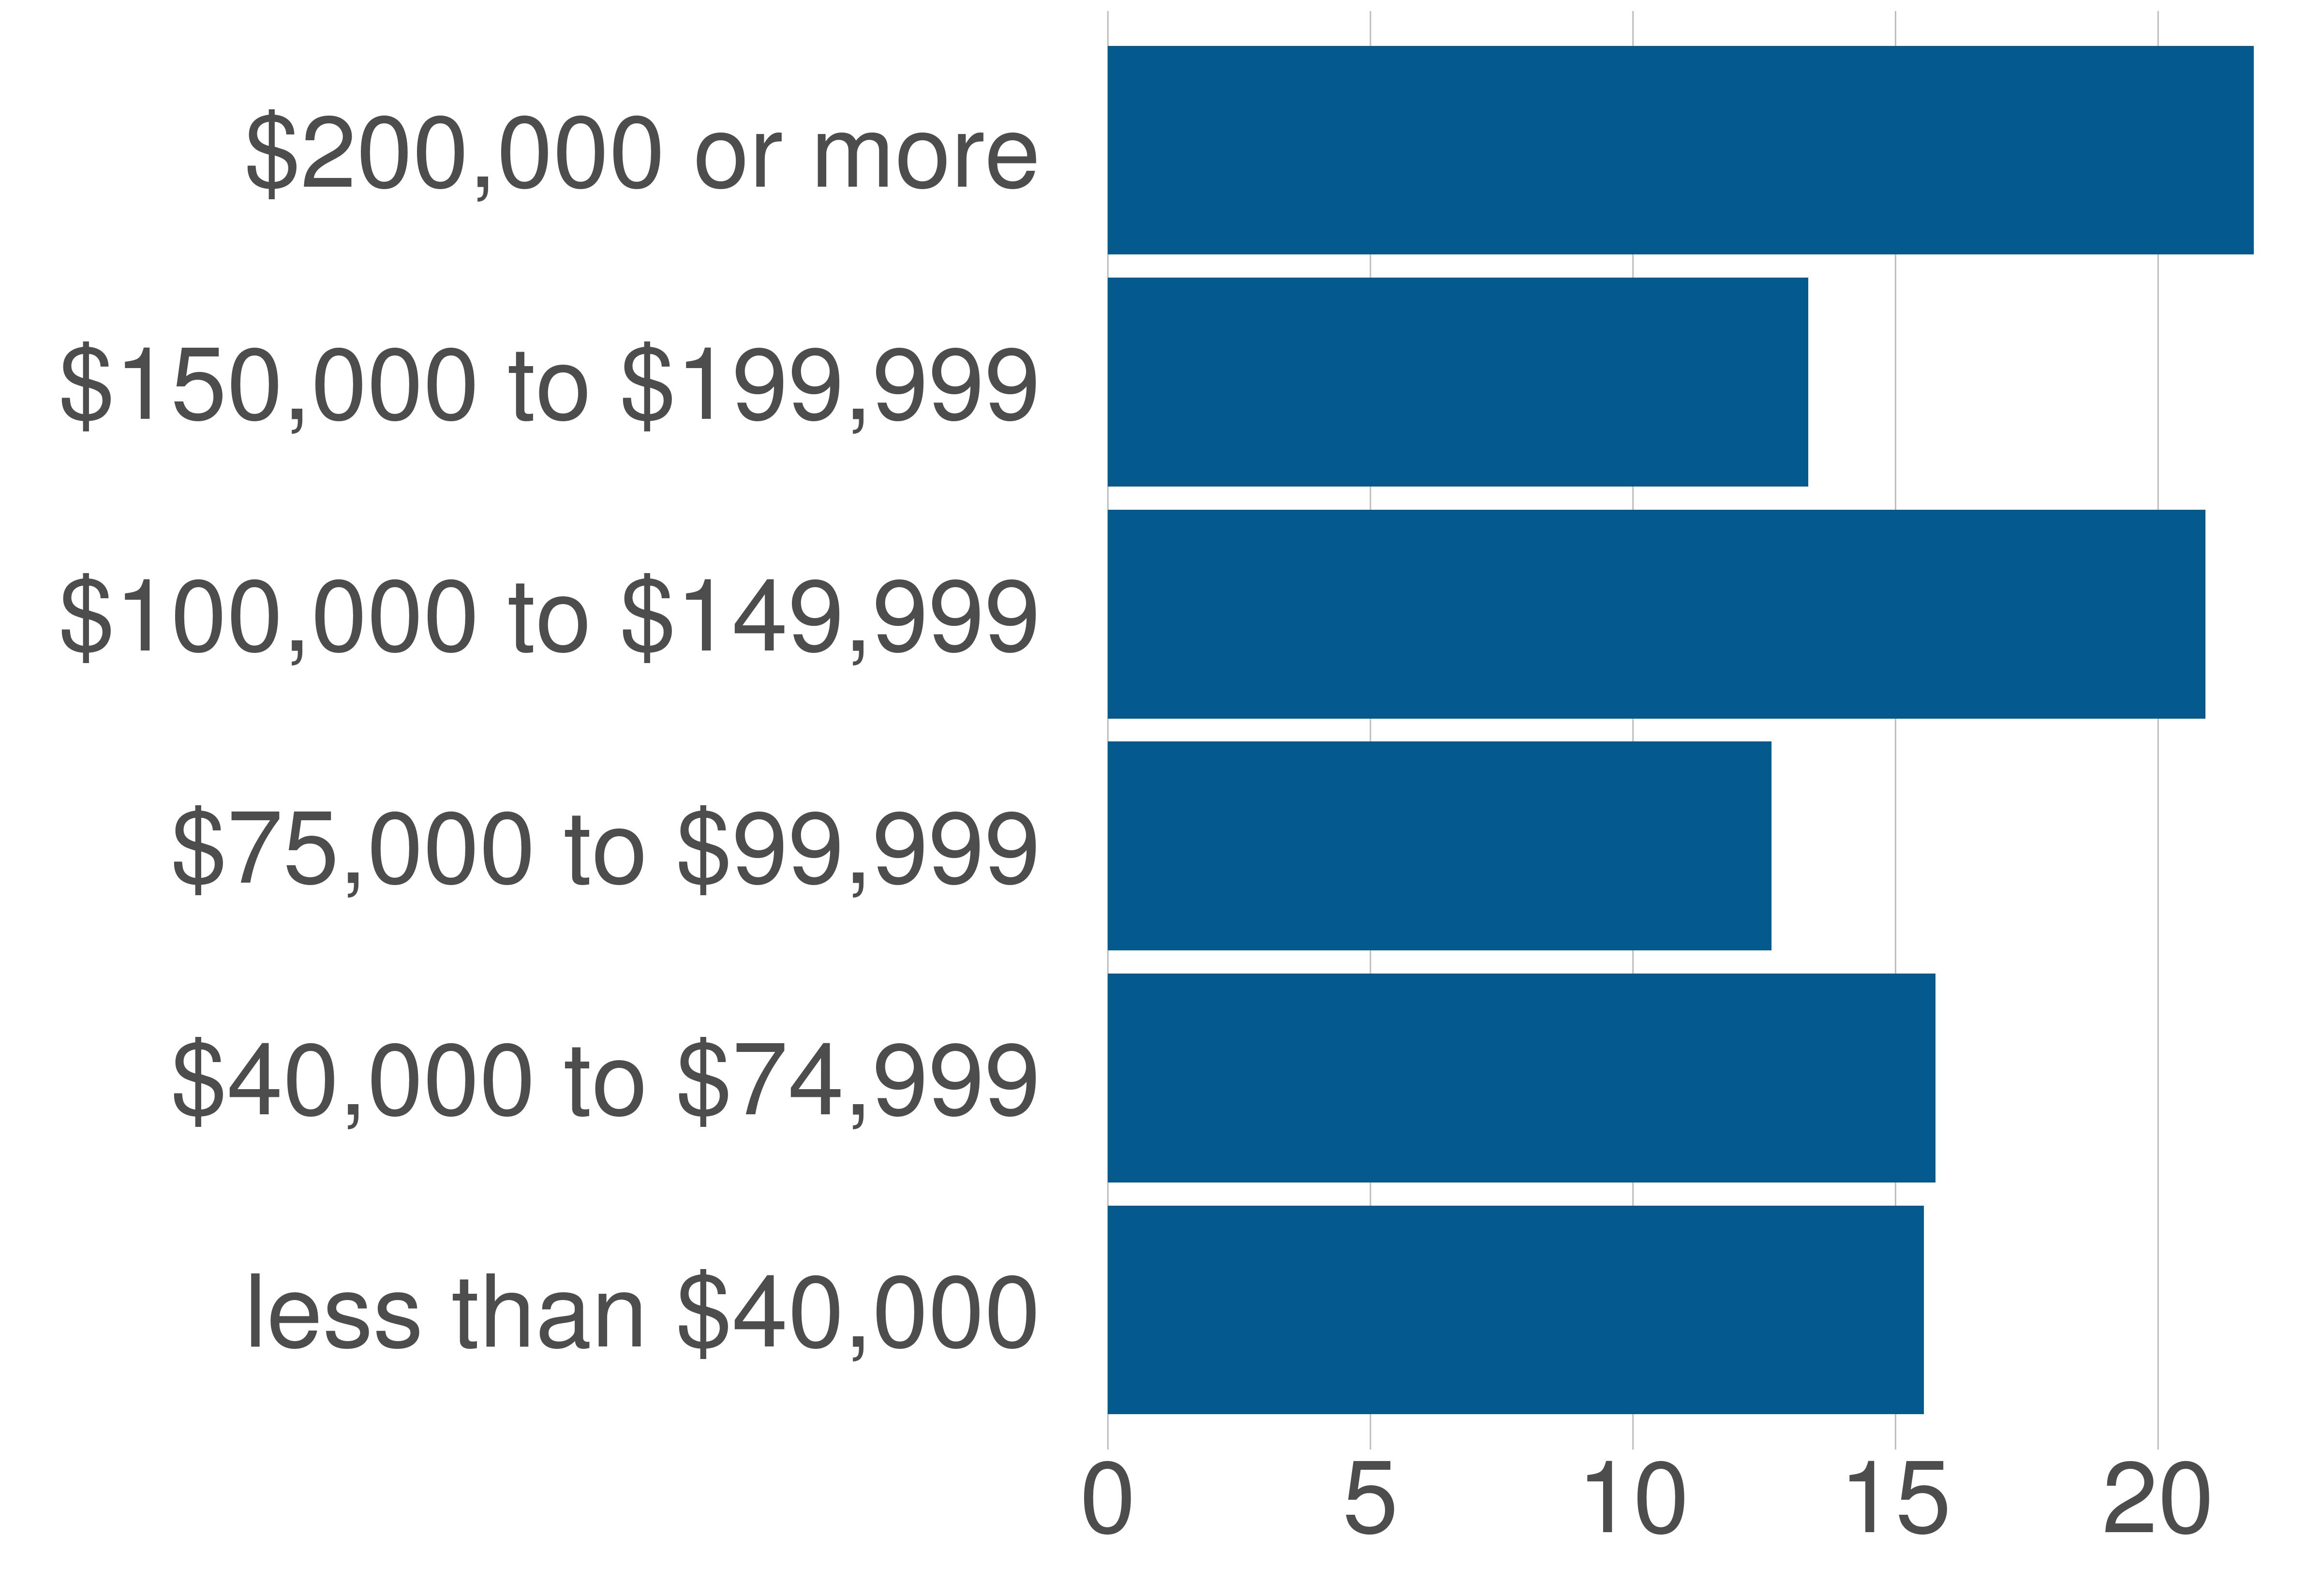 $200,000 or more
$150,000 to $199,999
$100,000 to $149,999
$75,000 to $99,999
$40,000 to $74,999
less than $40,000
0 5 10 15 20